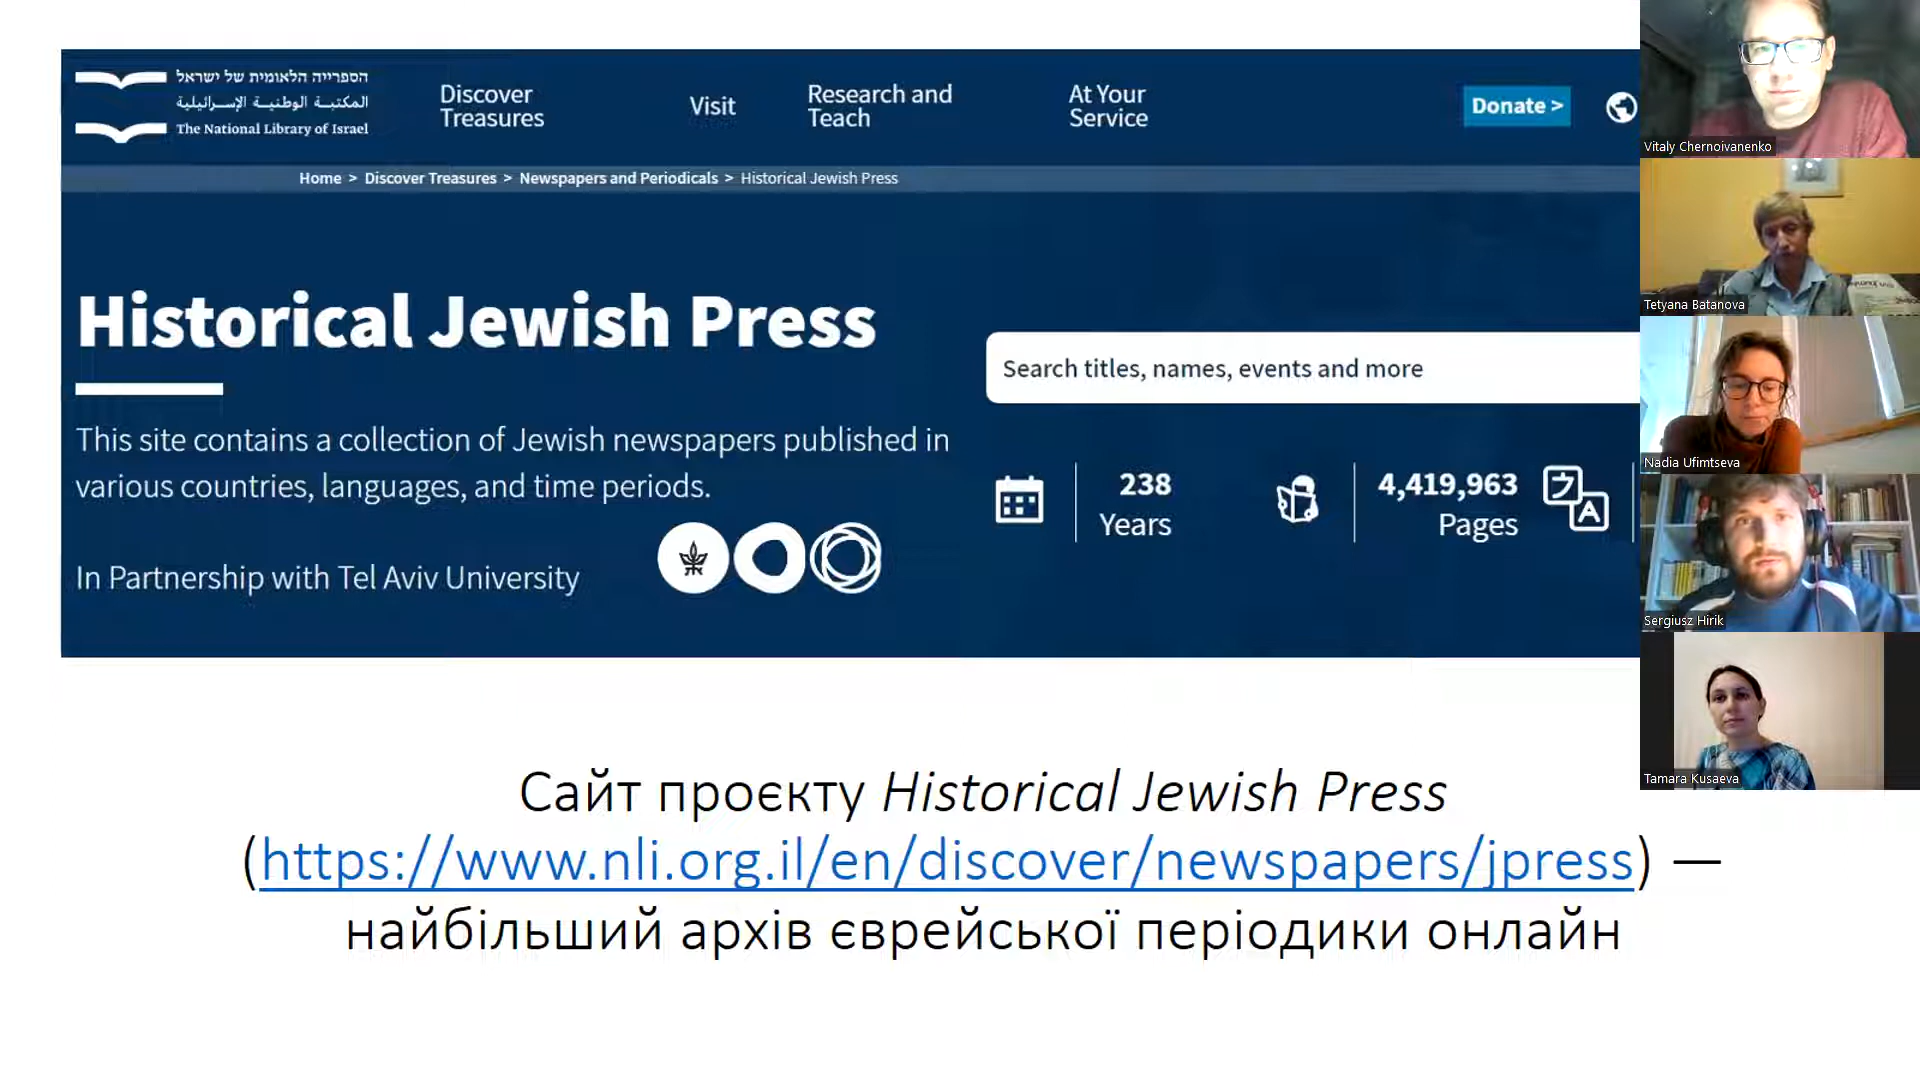 הספרייה הלאומית של ישראל
المكتبـة الوطنيـة الإسـرائيلية
The National Library of Israel
Discover
Treasures
Visit
Research and
Teach
At Your
Service
Donate >
Home > Discover Treasures > Newspapers and Periodicals > Historical Jewish Press
Historical Jewish Press
This site contains a collection of Jewish newspapers published in
various countries, languages, and time periods.
In Partnership with Tel Aviv University
Search titles, names, events and more
238
Years
4,419,963
Pages
Сайт проєкту Historical Jewish Press
(https://www.nli.org.il/en/discover/newspapers/jpress) —
найбільший архів єврейської періодики онлайн
Vitaly Chernoivanenko
Tetyana Batanova
Nadia Ufimtseva
Sergiusz Hirik
Tamara Kusaeva